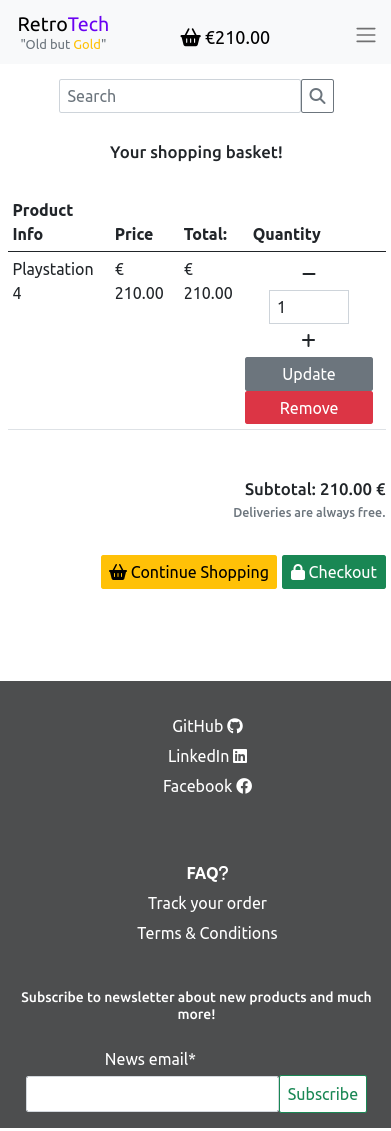 RetroTech
"Old but Gold"
€210.00
Search
Your shopping basket!
Product Info Price Total: Quantity
Playstation 4 € 210.00 € 210.00
1
Update
Remove
Subtotal: 210.00 €
Deliveries are always free.
Continue Shopping Checkout
GitHub
LinkedIn
Facebook
FAQ?
Track your order
Terms & Conditions
Subscribe to newsletter about new products and much
more!
News email*
Subscribe